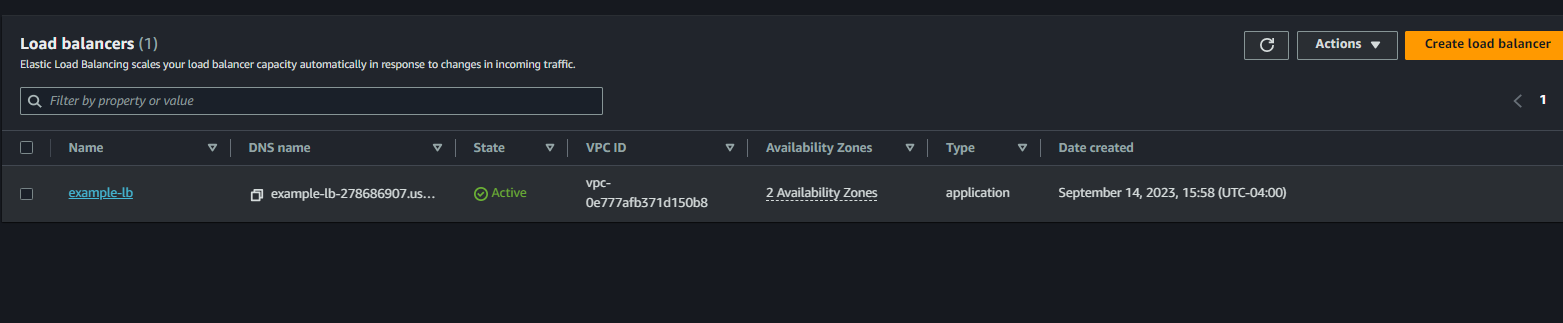 Load balancers (1)
Elastic Load Balancing scales your load balancer capacity automatically in response to changes in incoming traffic.
Actions
Create load balancer
Filter by property or value
1
Name DNS name State VPC ID Availability Zones Type Date created
example-lb example-lb-278686907.us... Active vpc-
0e777afb371d150b8 2 Availability Zones application September 14, 2023, 15:58 (UTC-04:00)